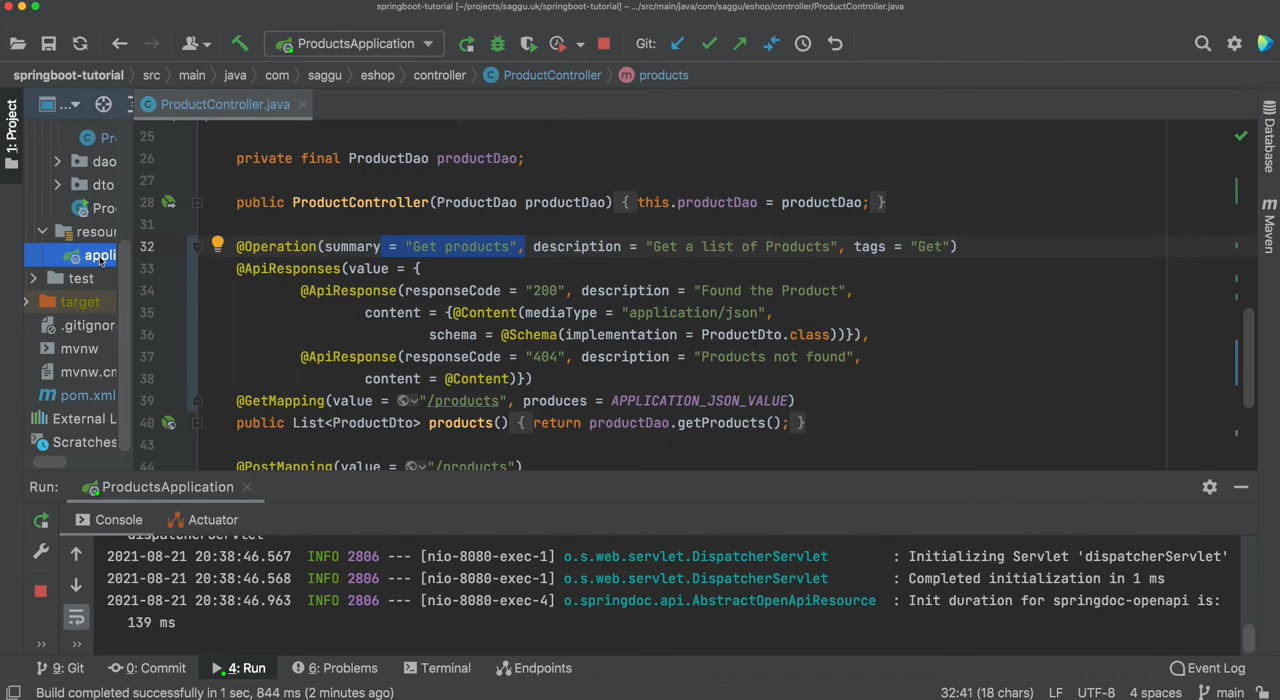 springboot-tutorial [~/projects/saggu.uk/springboot-tutorial] – .../src/main/java/com/saggu/eshop/controller/ProductController.java
ProductsApplication
Git:
springboot-tutorial
src
main
java
com
saggu
eshop
controller
ProductController
products
1: Project
...
ProductController.java
Pr
dao
dto
Pro
resour
appli
test
target
.gitignor
mvnw
mvnw.cn
pom.xml
External L
Scratches
25
26 private final ProductDao productDao;
27
28 public ProductController(ProductDao productDao) { this.productDao = productDao; }
31
32 @Operation(summary = "Get products", description = "Get a list of Products", tags = "Get")
33 @ApiResponses(value = {
34 @ApiResponse(responseCode = "200", description = "Found the Product",
35 content = {@Content(mediaType = "application/json",
36 schema = @Schema(implementation = ProductDto.class))}),
37 @ApiResponse(responseCode = "404", description = "Products not found",
38 content = @Content)})
39 @GetMapping(value = "/products", produces = APPLICATION_JSON_VALUE)
40 public List<ProductDto> products() { return productDao.getProducts(); }
43
44 @PostMapping(value = "/products")
Database
Maven
Run:
ProductsApplication
Console
Actuator
dispatcherServlet
2021-08-21 20:38:46.567 INFO 2806 --- [nio-8080-exec-1] o.s.web.servlet.DispatcherServlet : Initializing Servlet 'dispatcherServlet'
2021-08-21 20:38:46.568 INFO 2806 --- [nio-8080-exec-1] o.s.web.servlet.DispatcherServlet : Completed initialization in 1 ms
2021-08-21 20:38:46.963 INFO 2806 --- [nio-8080-exec-4] o.springdoc.api.AbstractOpenApiResource : Init duration for springdoc-openapi is:
139 ms
9: Git
0: Commit
4: Run
6: Problems
Terminal
Endpoints
Event Log
Build completed successfully in 1 sec, 844 ms (2 minutes ago)
32:41 (18 chars)
LF
UTF-8
4 spaces
main